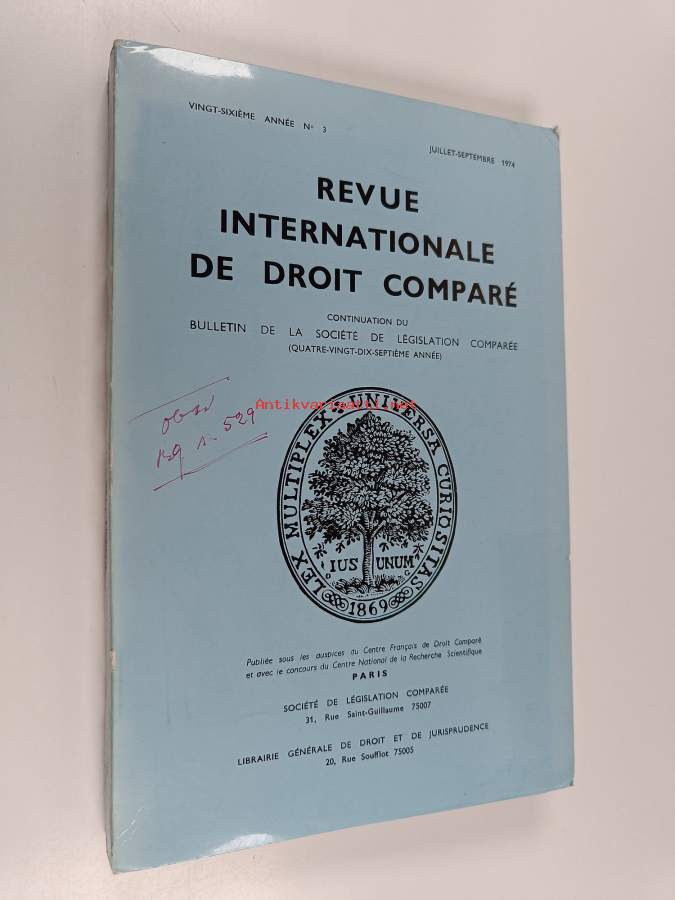 VINGT-SIXIÈME ANNÉE N° 3
JUILLET-SEPTEMBRE 1974
REVUE
INTERNATIONALE
DE DROIT COMPARÉ
CONTINUATION DU
BULLETIN DE LA SOCIÉTÉ DE LÉGISLATION COMPARÉE
(QUATRE-VINGT-DIX-SEPTIÈME ANNÉE)
Antikvariaatti.net
529
LEX MULTIPLEX UNIVERSA CURIOSITAS
IUS UNUM
1869
Publiée sous les auspices du Centre Français de Droit Comparé
et avec le concours du Centre National de la Recherche Scientifique
PARIS
SOCIÉTÉ DE LÉGISLATION COMPARÉE
31, Rue Saint-Guillaume 75007
LIBRAIRIE GÉNÉRALE DE DROIT ET DE JURISPRUDENCE
20, Rue Soufflot 75005